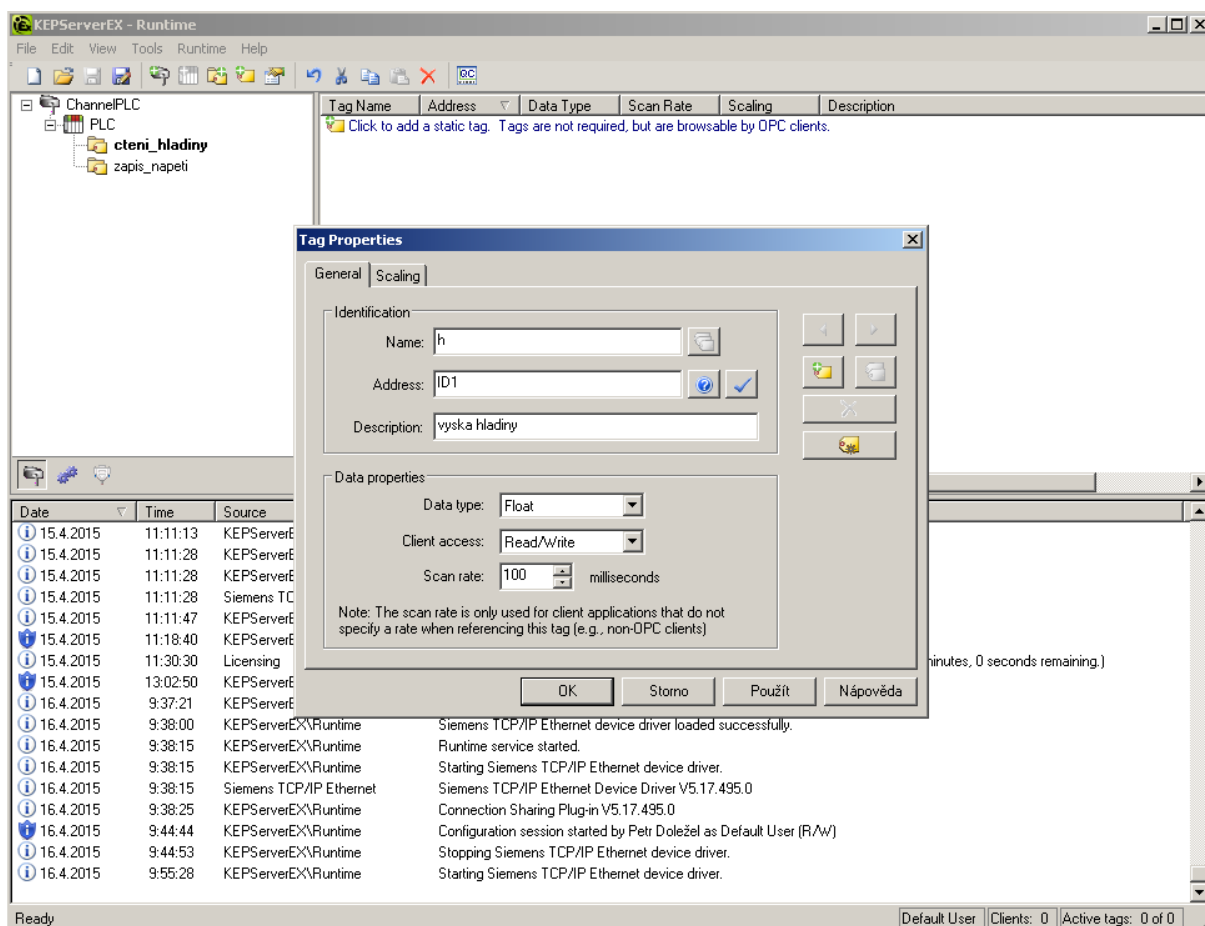 KEPServerEX - Runtime
File Edit View Tools Runtime Help
QC
ChannelPLC
PLC
cteni_hladiny
zapis_napeti
Tag Name Address Data Type Scan Rate Scaling Description
Click to add a static tag. Tags are not required, but are browsable by OPC clients.
Tag Properties
General Scaling
Identification
Name: h
Address: ID1
Description: vyska hladiny
Data properties
Data type: Float
Client access: Read/Write
Scan rate: 100 milliseconds
Note: The scan rate is only used for client applications that do not
specify a rate when referencing this tag (e.g., non-OPC clients)
OK Storno Použít Nápověda
Date Time Source
15.4.2015 11:11:13 KEPServerE
15.4.2015 11:11:28 KEPServerE
15.4.2015 11:11:28 KEPServerE
15.4.2015 11:11:28 Siemens TC
15.4.2015 11:11:47 KEPServerE
15.4.2015 11:18:40 KEPServerE
15.4.2015 11:30:30 Licensing minutes, 0 seconds remaining.)
15.4.2015 13:02:50 KEPServerE
16.4.2015 9:37:21 KEPServerE
16.4.2015 9:38:00 KEPServerEX\Runtime Siemens TCP/IP Ethernet device driver loaded successfully.
16.4.2015 9:38:15 KEPServerEX\Runtime Runtime service started.
16.4.2015 9:38:15 KEPServerEX\Runtime Starting Siemens TCP/IP Ethernet device driver.
16.4.2015 9:38:15 Siemens TCP/IP Ethernet Siemens TCP/IP Ethernet Device Driver V5.17.495.0
16.4.2015 9:38:25 KEPServerEX\Runtime Connection Sharing Plug-in V5.17.495.0
16.4.2015 9:44:44 KEPServerEX\Runtime Configuration session started by Petr Doležel as Default User (R/W)
16.4.2015 9:44:53 KEPServerEX\Runtime Stopping Siemens TCP/IP Ethernet device driver.
16.4.2015 9:55:28 KEPServerEX\Runtime Starting Siemens TCP/IP Ethernet device driver.
Ready Default User Clients: 0 Active tags: 0 of 0